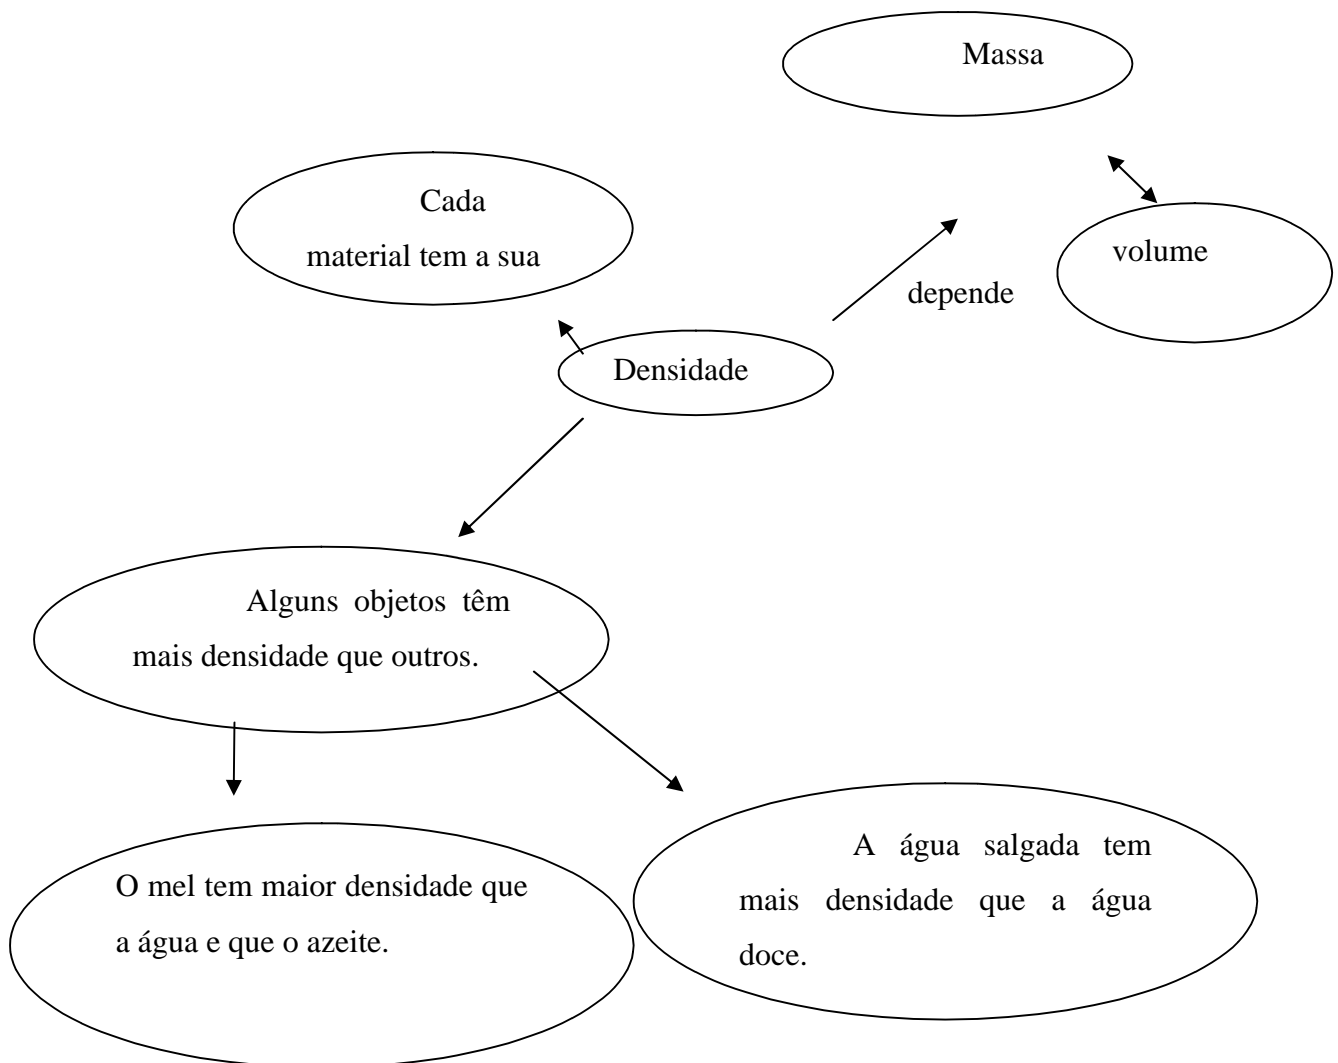 Massa
Cada
material tem a sua
volume
depende
Densidade
Alguns objetos têm
mais densidade que outros.
O mel tem maior densidade que
a água e que o azeite.
A água salgada tem
mais densidade que a água
doce.